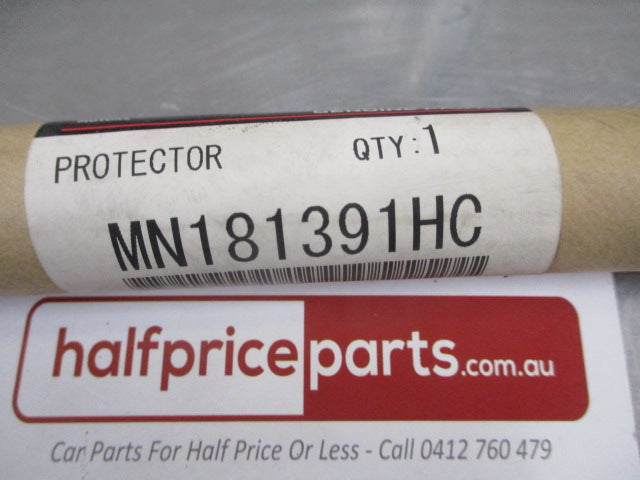 PROTECTOR QTY:1
MN181391HC
halfpriceparts.com.au
Car Parts For Half Price Or Less - Call 0412 760 479